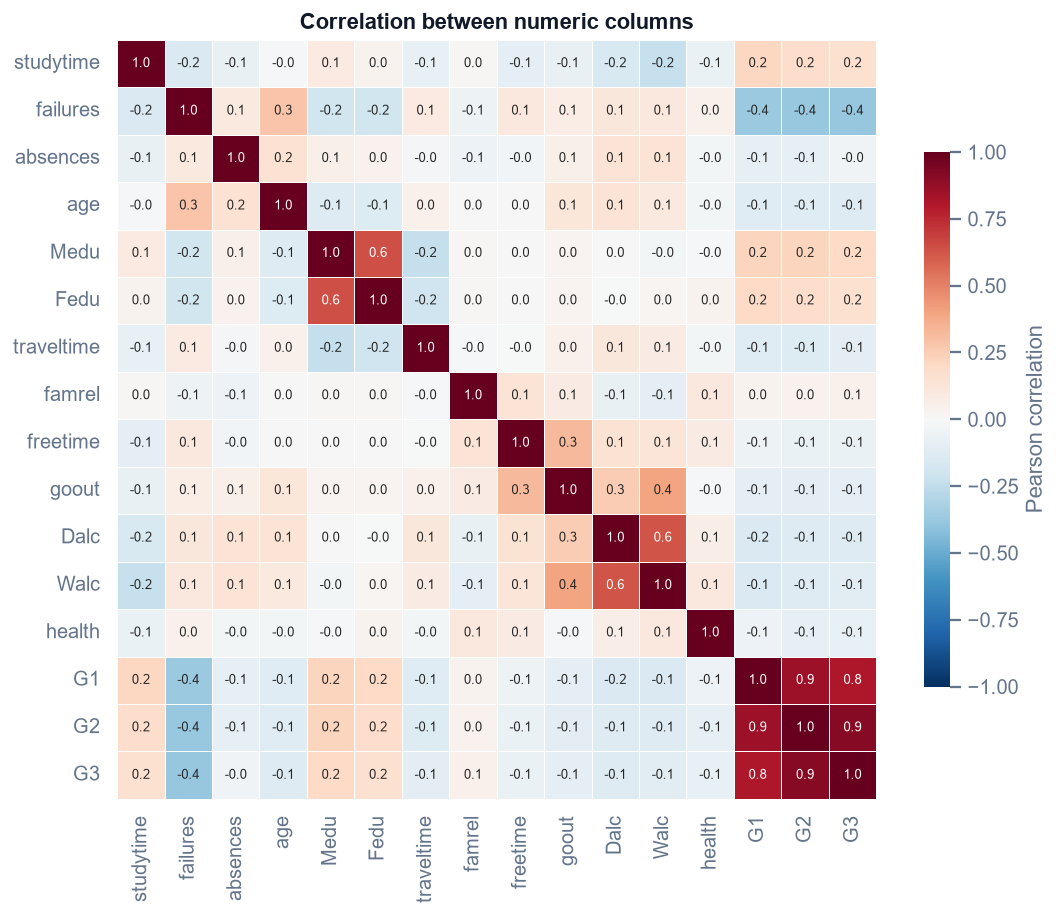 Correlation between numeric columns
studytime 1.0 -0.2 -0.1 -0.0 0.1 0.0 -0.1 0.0 -0.1 -0.1 -0.2 -0.2 -0.1 0.2 0.2 0.2
failures -0.2 1.0 0.1 0.3 -0.2 -0.2 0.1 -0.1 0.1 0.1 0.1 0.1 0.0 -0.4 -0.4 -0.4
absences -0.1 0.1 1.0 0.2 0.1 0.0 -0.0 -0.1 -0.0 0.1 0.1 0.1 -0.0 -0.1 -0.1 -0.0
age -0.0 0.3 0.2 1.0 -0.1 -0.1 0.0 0.0 0.0 0.1 0.1 0.1 -0.0 -0.1 -0.1 -0.1
Medu 0.1 -0.2 0.1 -0.1 1.0 0.6 -0.2 0.0 0.0 0.0 0.0 -0.0 -0.0 0.2 0.2 0.2
Fedu 0.0 -0.2 0.0 -0.1 0.6 1.0 -0.2 0.0 0.0 0.0 -0.0 0.0 0.0 0.2 0.2 0.2
traveltime -0.1 0.1 -0.0 0.0 -0.2 -0.2 1.0 -0.0 -0.0 0.0 0.1 0.1 -0.0 -0.1 -0.1 -0.1
famrel 0.0 -0.1 -0.1 0.0 0.0 0.0 -0.0 1.0 0.1 0.1 -0.1 -0.1 0.1 0.0 0.0 0.1
freetime -0.1 0.1 -0.0 0.0 0.0 0.0 -0.0 0.1 1.0 0.3 0.1 0.1 0.1 -0.1 -0.1 -0.1
goout -0.1 0.1 0.1 0.1 0.0 0.0 0.0 0.1 0.3 1.0 0.3 0.4 -0.0 -0.1 -0.1 -0.1
Dalc -0.2 0.1 0.1 0.1 0.0 -0.0 0.1 -0.1 0.1 0.3 1.0 0.6 0.1 -0.2 -0.1 -0.1
Walc -0.2 0.1 0.1 0.1 -0.0 0.0 0.1 -0.1 0.1 0.4 0.6 1.0 0.1 -0.1 -0.1 -0.1
health -0.1 0.0 -0.0 -0.0 -0.0 0.0 -0.0 0.1 0.1 -0.0 0.1 0.1 1.0 -0.1 -0.1 -0.1
G1 0.2 -0.4 -0.1 -0.1 0.2 0.2 -0.1 0.0 -0.1 -0.1 -0.2 -0.1 -0.1 1.0 0.9 0.8
G2 0.2 -0.4 -0.1 -0.1 0.2 0.2 -0.1 0.0 -0.1 -0.1 -0.1 -0.1 -0.1 0.9 1.0 0.9
G3 0.2 -0.4 -0.0 -0.1 0.2 0.2 -0.1 0.1 -0.1 -0.1 -0.1 -0.1 -0.1 0.8 0.9 1.0
studytime failures absences age Medu Fedu traveltime famrel freetime goout Dalc Walc health G1 G2 G3
1.00
0.75
0.50
0.25
0.00
−0.25
−0.50
−0.75
−1.00
Pearson correlation